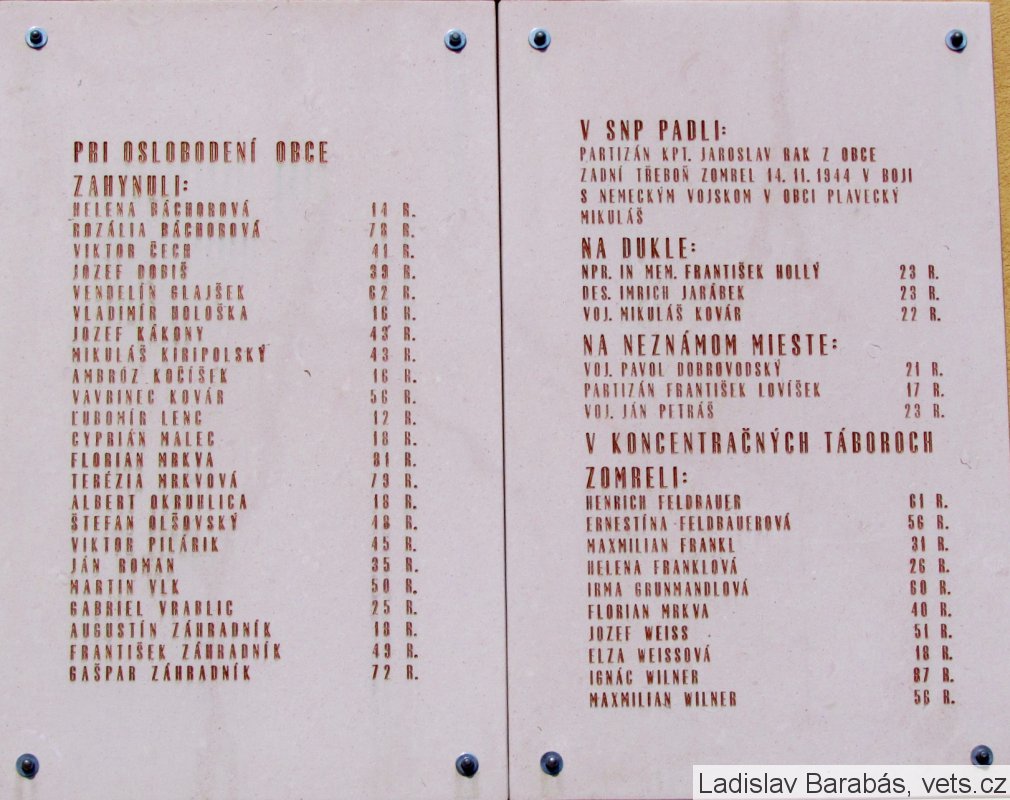 PRI OSLOBODENÍ OBCE
ZAHYNULI:
HELENA BÁCHOROVÁ 14 R.
ROZÁLIA BÁCHOROVÁ 78 R.
VIKTOR ČECH 41 R.
JOZEF DOBIŠ 39 R.
VENDELÍN GLAJŠEK 62 R.
VLADIMÍR HOLOŠKA 16 R.
JOZEF KÁKONY 43 R.
MIKULÁŠ KIRIPOLSKÝ 43 R.
AMBRÓZ KOČÍŠEK 16 R.
VAVRINEC KOVÁR 56 R.
ĽUBOMÍR LENC 12 R.
CYPRIÁN MALEC 18 R.
FLORIAN MRKVA 81 R.
TERÉZIA MRKVOVÁ 79 R.
ALBERT OKRUHLICA 18 R.
ŠTEFAN OLŠOVSKÝ 48 R.
VIKTOR PILÁRIK 45 R.
JÁN ROMAN 35 R.
MARTIN VLK 50 R.
GABRIEL VRABLIC 25 R.
AUGUSTÍN ZÁHRADNÍK 18 R.
FRANTIŠEK ZÁHRADNÍK 49 R.
GAŠPAR ZÁHRADNÍK 72 R.
V SNP PADLI:
PARTIZÁN KPT. JAROSLAV RAK Z OBCE
ZADNÍ TŘEBOŇ ZOMREL 14.11.1944 V BOJI
S NEMECKÝM VOJSKOM V OBCI PLAVECKÝ
MIKULÁŠ
NA DUKLE:
NPR. IN MEM. FRANTIŠEK HOLLÝ 23 R.
DES. IMRICH JARÁBEK 23 R.
VOJ. MIKULÁŠ KOVÁR 22 R.
NA NEZNÁMOM MIESTE:
VOJ. PAVOL DOBROVODSKÝ 21 R.
PARTIZÁN FRANTIŠEK LOVÍŠEK 17 R.
VOJ. JÁN PETRÁŠ 23 R.
V KONCENTRAČNÝCH TÁBOROCH
ZOMRELI:
HENRICH FELDBAUER 61 R.
ERNESTÍNA FELDBAUEROVÁ 56 R.
MAXMILIAN FRANKL 31 R.
HELENA FRANKLOVÁ 26 R.
IRMA GRUNMANDLOVÁ 60 R.
FLORIAN MRKVA 40 R.
JOZEF WEISS 51 R.
ELZA WEISSOVÁ 18 R.
IGNÁC WILNER 87 R.
MAXMILIAN WILNER 56 R.
Ladislav Barabás, vets.cz